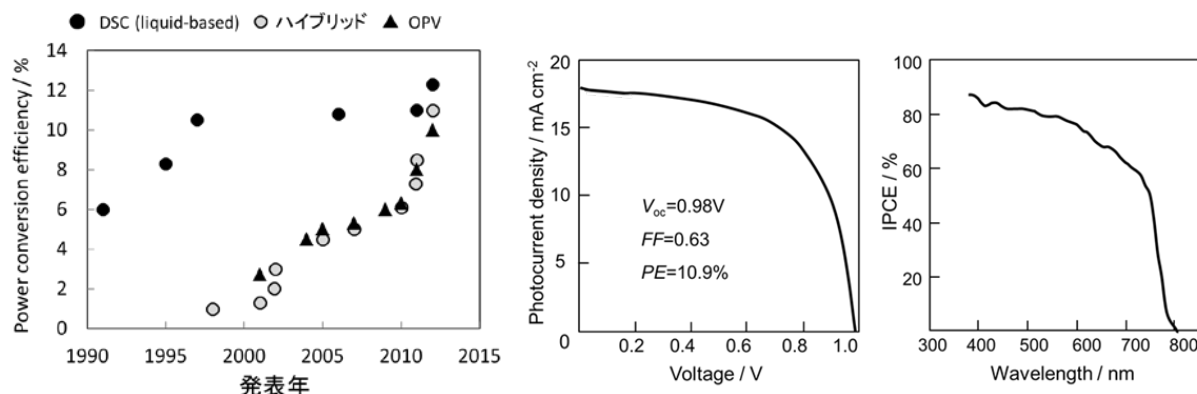 ● DSC (liquid-based) ○ ハイブリッド ▲ OPV
Power conversion efficiency / %
14
12
10
8
6
4
2
0
1990 1995 2000 2005 2010 2015
発表年
Photocurrent density / mA cm⁻²
20
15
10
5
0
V_oc=0.98V
FF=0.63
PE=10.9%
0.2 0.4 0.6 0.8 1.0
Voltage / V
IPCE / %
100
80
60
40
20
300 400 500 600 700 800
Wavelength / nm